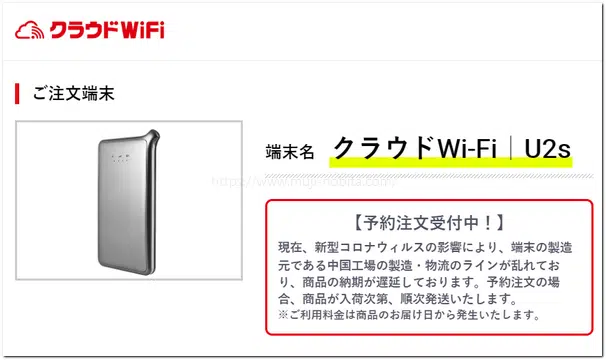 クラウドWiFi
ご注文端末
端末名 クラウドWi-Fi｜U2s
【予約注文受付中！】
現在、新型コロナウィルスの影響により、端末の製造
元である中国工場の製造・物流のラインが乱れてお
り、商品の納期が遅延しております。予約注文の場
合、商品が入荷次第、順次発送いたします。
※ご利用料金は商品のお届け日から発生いたします。